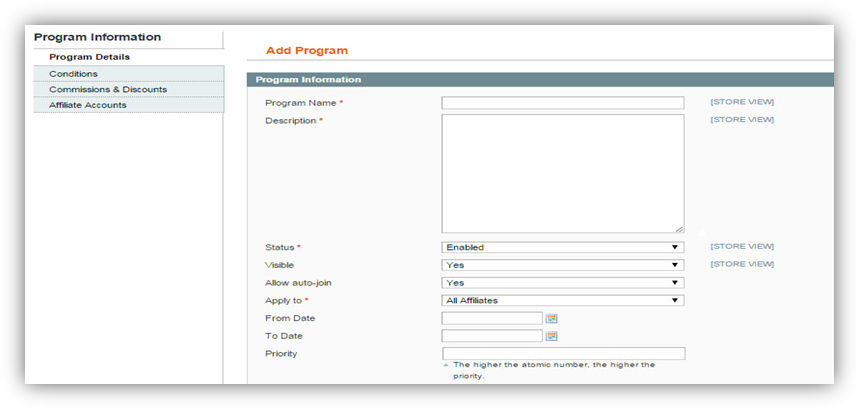 Program Information
Program Details
Conditions
Commissions & Discounts
Affiliate Accounts
Add Program
Program Information
Program Name *
[STORE VIEW]
Description *
[STORE VIEW]
Status *
Enabled
[STORE VIEW]
Visible
Yes
[STORE VIEW]
Allow auto-join
Yes
Apply to *
All Affiliates
From Date
To Date
Priority
The higher the atomic number, the higher the
priority.